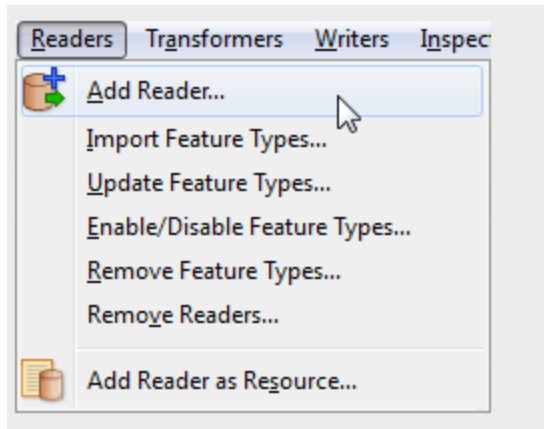 Readers Transformers Writers Inspec
Add Reader...
Import Feature Types...
Update Feature Types...
Enable/Disable Feature Types...
Remove Feature Types...
Remove Readers...
Add Reader as Resource...